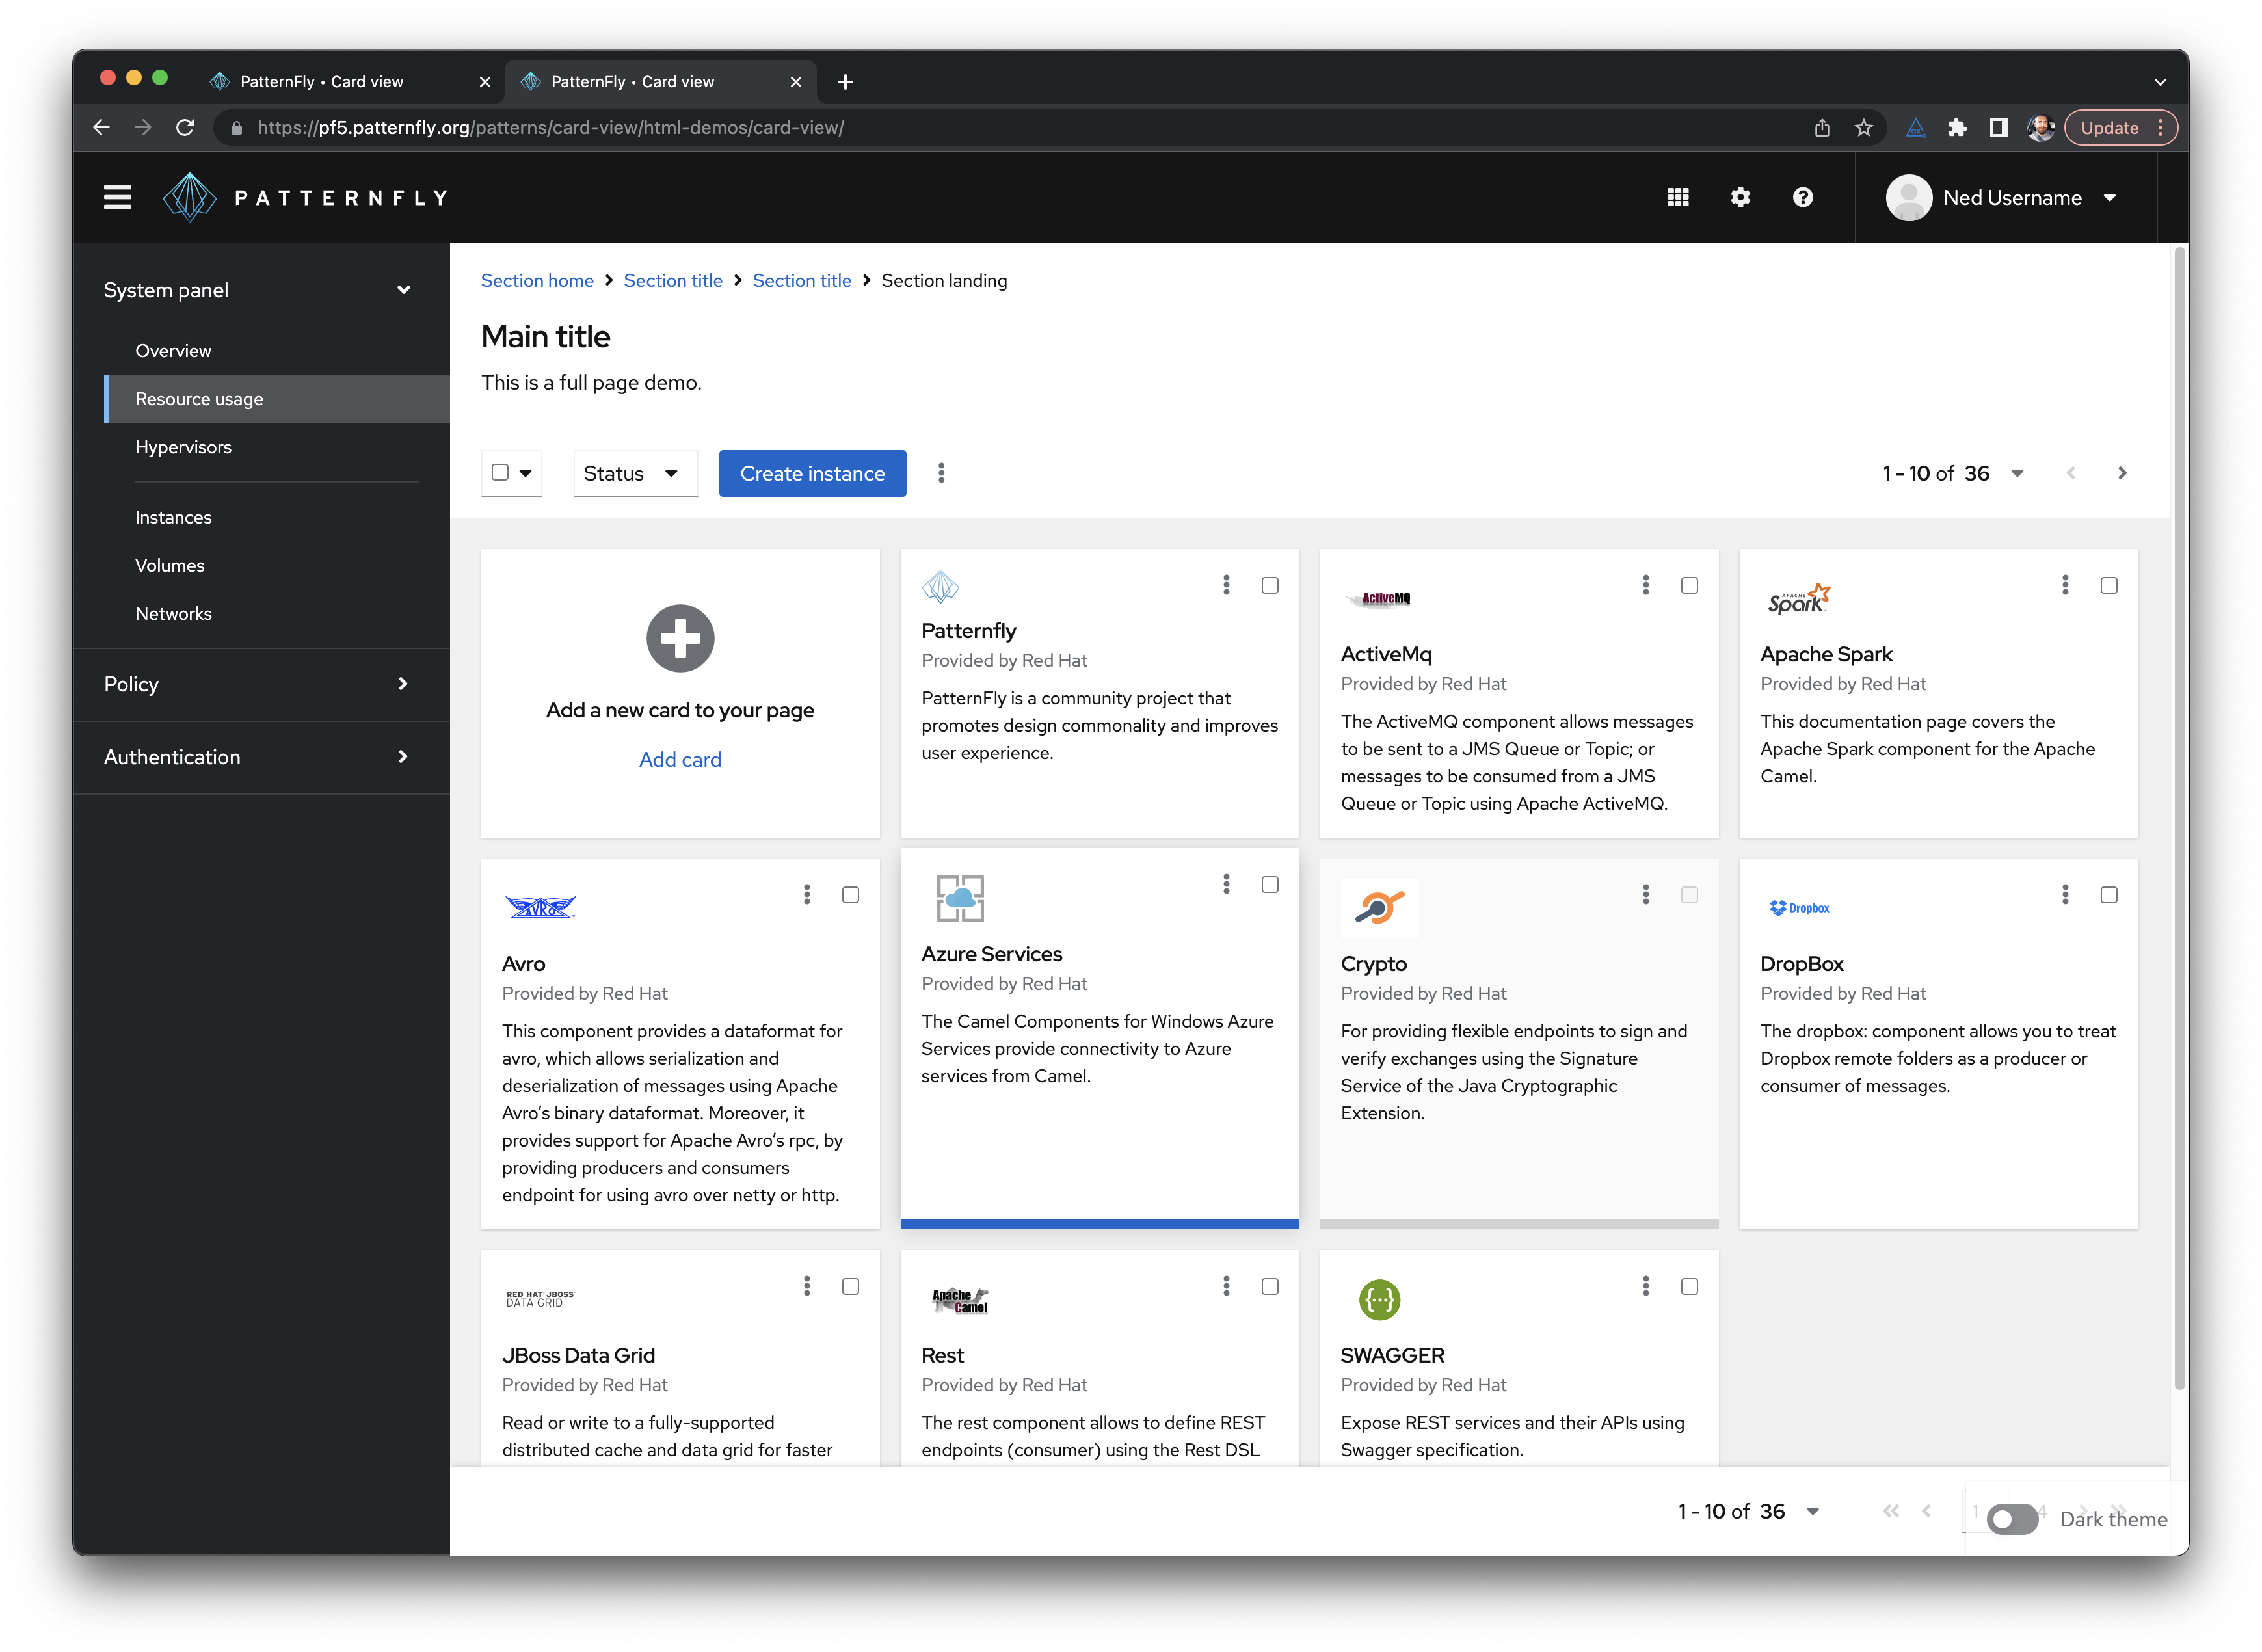 PatternFly • Card view
PatternFly • Card view
https://pf5.patternfly.org/patterns/card-view/html-demos/card-view/
Update
PATTERNFLY
Ned Username
System panel
Overview
Resource usage
Hypervisors
Instances
Volumes
Networks
Policy
Authentication
Section home
Section title
Section title
Section landing
Main title
This is a full page demo.
Status
Create instance
1 - 10 of 36
Add a new card to your page
Add card
Patternfly
Provided by Red Hat
PatternFly is a community project that
promotes design commonality and improves
user experience.
ActiveMQ
ActiveMq
Provided by Red Hat
The ActiveMQ component allows messages
to be sent to a JMS Queue or Topic; or
messages to be consumed from a JMS
Queue or Topic using Apache ActiveMQ.
APACHE
Spark
Apache Spark
Provided by Red Hat
This documentation page covers the
Apache Spark component for the Apache
Camel.
AVRO
Avro
Provided by Red Hat
This component provides a dataformat for
avro, which allows serialization and
deserialization of messages using Apache
Avro’s binary dataformat. Moreover, it
provides support for Apache Avro’s rpc, by
providing producers and consumers
endpoint for using avro over netty or http.
Azure Services
Provided by Red Hat
The Camel Components for Windows Azure
Services provide connectivity to Azure
services from Camel.
Crypto
Provided by Red Hat
For providing flexible endpoints to sign and
verify exchanges using the Signature
Service of the Java Cryptographic
Extension.
Dropbox
DropBox
Provided by Red Hat
The dropbox: component allows you to treat
Dropbox remote folders as a producer or
consumer of messages.
RED HAT JBOSS
DATA GRID
JBoss Data Grid
Provided by Red Hat
Read or write to a fully-supported
distributed cache and data grid for faster
Apache
Camel
Rest
Provided by Red Hat
The rest component allows to define REST
endpoints (consumer) using the Rest DSL
{···}
SWAGGER
Provided by Red Hat
Expose REST services and their APIs using
Swagger specification.
1 - 10 of 36
1
4
Dark theme